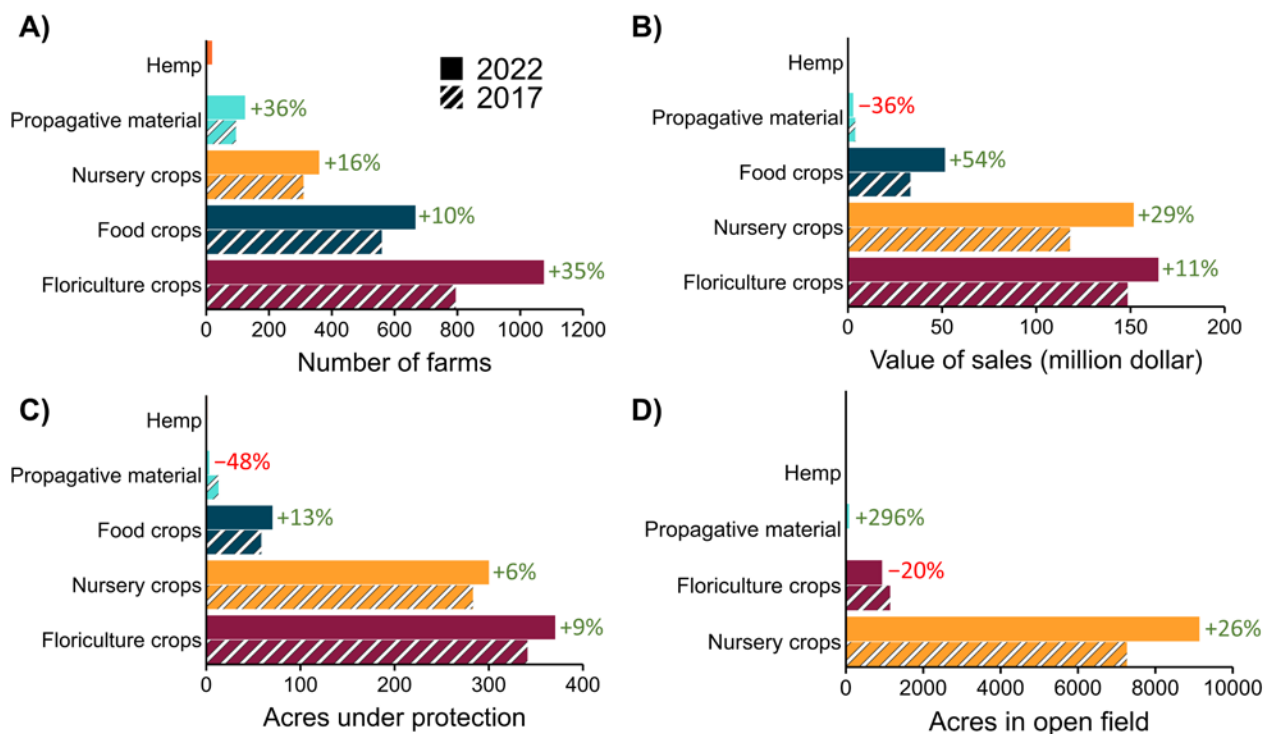 A)
Hemp
Propagative material
+36%
Nursery crops
+16%
Food crops
+10%
Floriculture crops
+35%
0 200 400 600 800 1000 1200
Number of farms
2022
2017
B)
Hemp
Propagative material
−36%
Food crops
+54%
Nursery crops
+29%
Floriculture crops
+11%
0 50 100 150 200
Value of sales (million dollar)
C)
Hemp
Propagative material
−48%
Food crops
+13%
Nursery crops
+6%
Floriculture crops
+9%
0 100 200 300 400
Acres under protection
D)
Hemp
Propagative material
+296%
Floriculture crops
−20%
Nursery crops
+26%
0 2000 4000 6000 8000 10000
Acres in open field